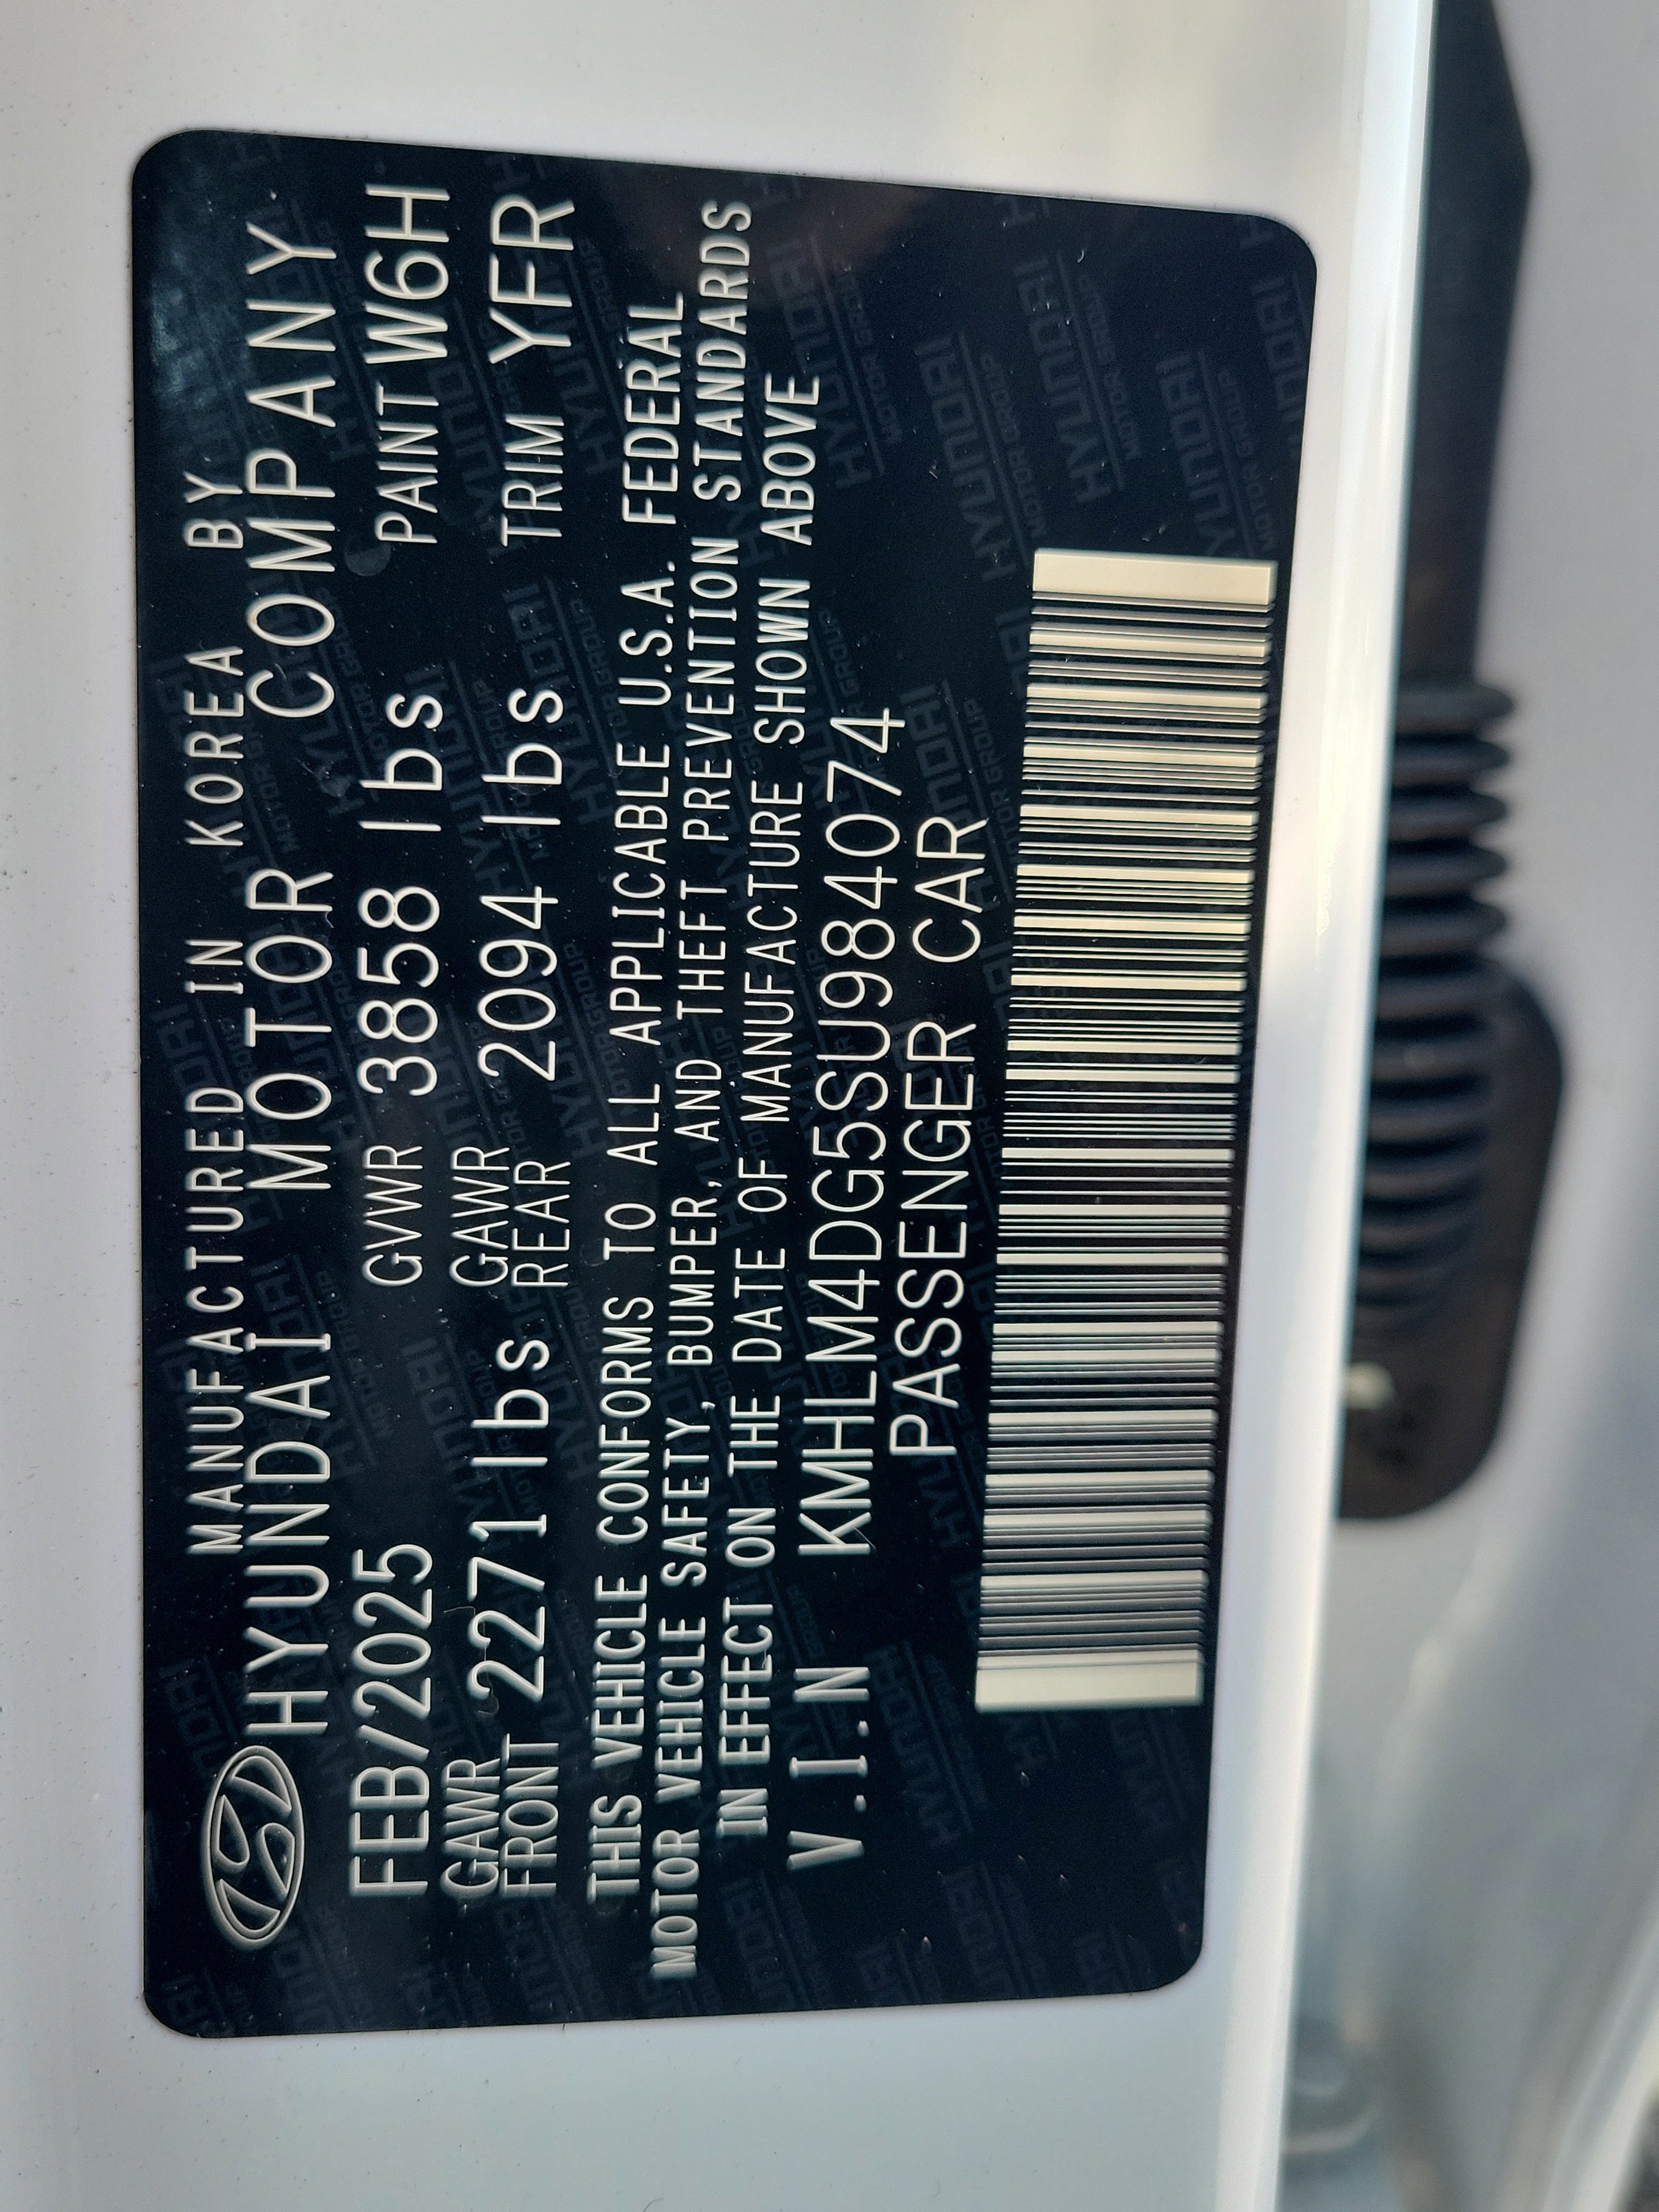 MANUFACTURED IN KOREA BY
HYUNDAI MOTOR COMPANY
FEB/2025 GVWR 3858 lbs PAINT W6H
GAWR FRONT 2271lbs GAWR REAR 2094 lbs TRIM YFR
THIS VEHICLE CONFORMS TO ALL APPLICABLE U.S.A. FEDERAL
MOTOR VEHICLE SAFETY, BUMPER, AND THEFT PREVENTION STANDARDS
IN EFFECT ON THE DATE OF MANUFACTURE SHOWN ABOVE
V.I.N KMHLM4DG5SU984074
PASSENGER CAR